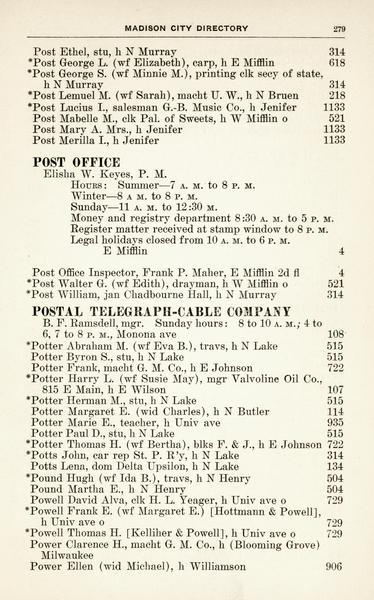 MADISON CITY DIRECTORY 279
Post Ethel, stu, h N Murray 314
*Post George L. (wf Elizabeth), carp, h E Mifflin 618
*Post George S. (wf Minnie M.), printing clk secy of state,
h N Murray 314
*Post Lemuel M. (wf Sarah), macht U. W., h N Bruen 218
*Post Lucius I., salesman G.-B. Music Co., h Jenifer 1133
Post Mabelle M., clk Pal. of Sweets, h W Mifflin o 521
Post Mary A. Mrs., h Jenifer 1133
Post Merilla I., h Jenifer 1133
POST OFFICE
Elisha W. Keyes, P. M.
HOURS: Summer—7 A. M. to 8 P. M.
Winter—8 A M. to 8 P. M.
Sunday—11 A. M. to 12:30 M.
Money and registry department 8:30 A. M. to 5 P. M.
Register matter received at stamp window to 8 P. M.
Legal holidays closed from 10 A. M. to 6 P. M.
E Mifflin 4
Post Office Inspector, Frank P. Maher, E Mifflin 2d fl 4
*Post Walter G. (wf Edith), drayman, h W Mifflin o 521
*Post William, jan Chadbourne Hall, h N Murray 314
POSTAL TELEGRAPH-CABLE COMPANY
B. F. Ramsdell, mgr. Sunday hours: 8 to 10 A. M.; 4 to
6, 7 to 8 P. M., Monona ave 108
*Potter Abraham M. (wf Eva B.), travs, h N Lake 515
Potter Byron S., stu, h N Lake 515
Potter Frank, macht G. M. Co., h E Johnson 722
*Potter Harry L. (wf Susie May), mgr Valvoline Oil Co.,
815 E Main, h E Wilson 107
*Potter Herman M., stu, h N Lake 515
Potter Margaret E. (wid Charles), h N Butler 114
Potter Marie E., teacher, h Univ ave 935
Potter Paul D., stu, h N Lake 515
*Potter Thomas H. (wf Bertha), blks F. & J., h E Johnson 722
*Potts John, car rep St. P. R'y, h N Lake 314
Potts Lena, dom Delta Upsilon, h N Lake 134
*Pound Hugh (wf Ida B.), travs, h N Henry 504
Pound Martha E., h N Henry 504
Powell David Alva, clk H. L. Yeager, h Univ ave o 729
*Powell Frank E. (wf Margaret E.) [Hottmann & Powell],
h Univ ave o 729
*Powell Thomas H. [Kelliher & Powell], h Univ ave o 729
Power Clarence H., macht G. M. Co., h (Blooming Grove)
Milwaukee
Power Ellen (wid Michael), h Williamson 906